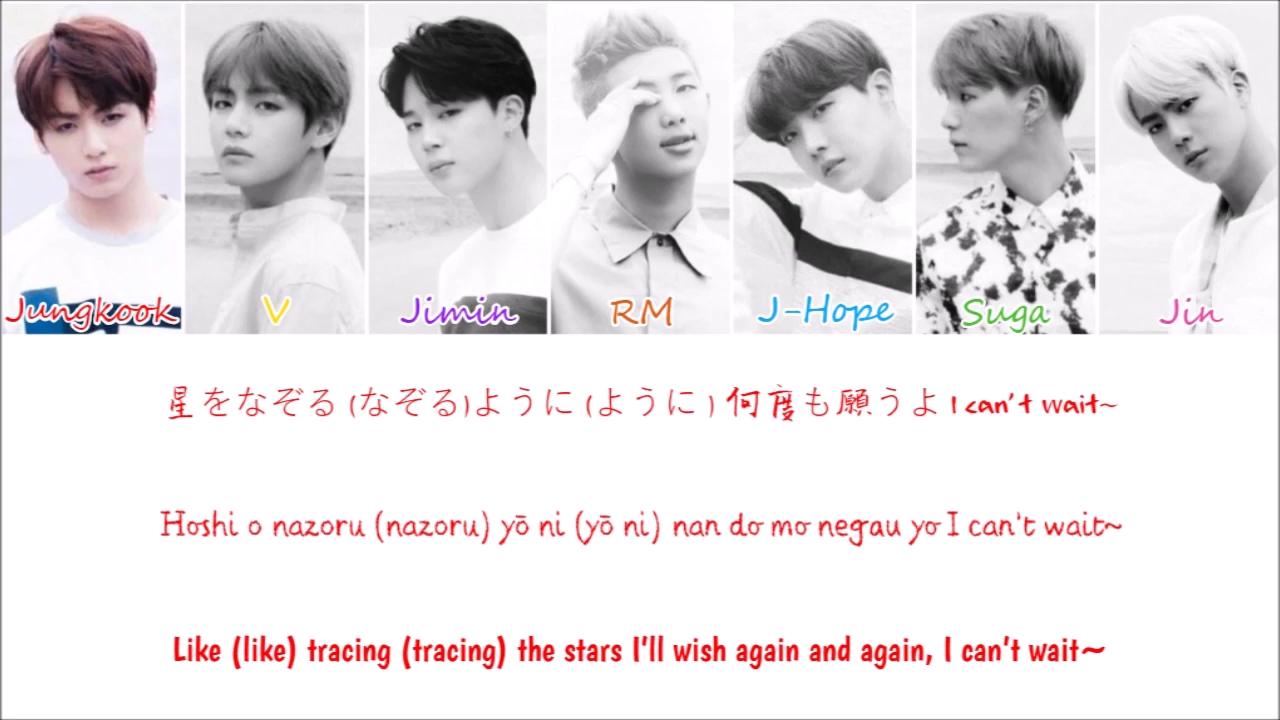 Jungkook V Jimin RM J-Hope Suga Jin
星をなぞる (なぞる)ように (ように ) 何度も願うよ I can't wait~
Hoshi o nazoru (nazoru) yō ni (yō ni) nan do mo negau yo I can't wait~
Like (like) tracing (tracing) the stars I'll wish again and again, I can't wait~